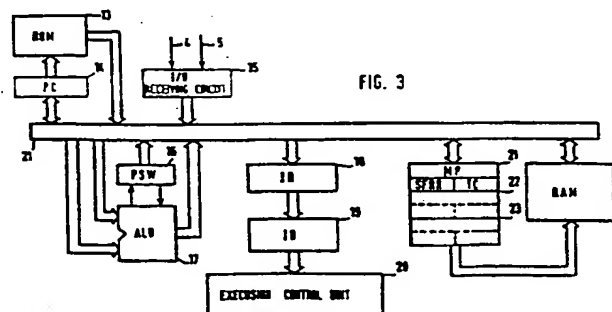 13
ROM
4
5
14
PC
I/O
RECEIVING CIRCUIT
15
FIG. 3
21
PSW
16
ALU
17
IR
18
ID
19
EXECUSION CONTROL UNIT
20
MP
21
SFRR
TC
22
23
RAM